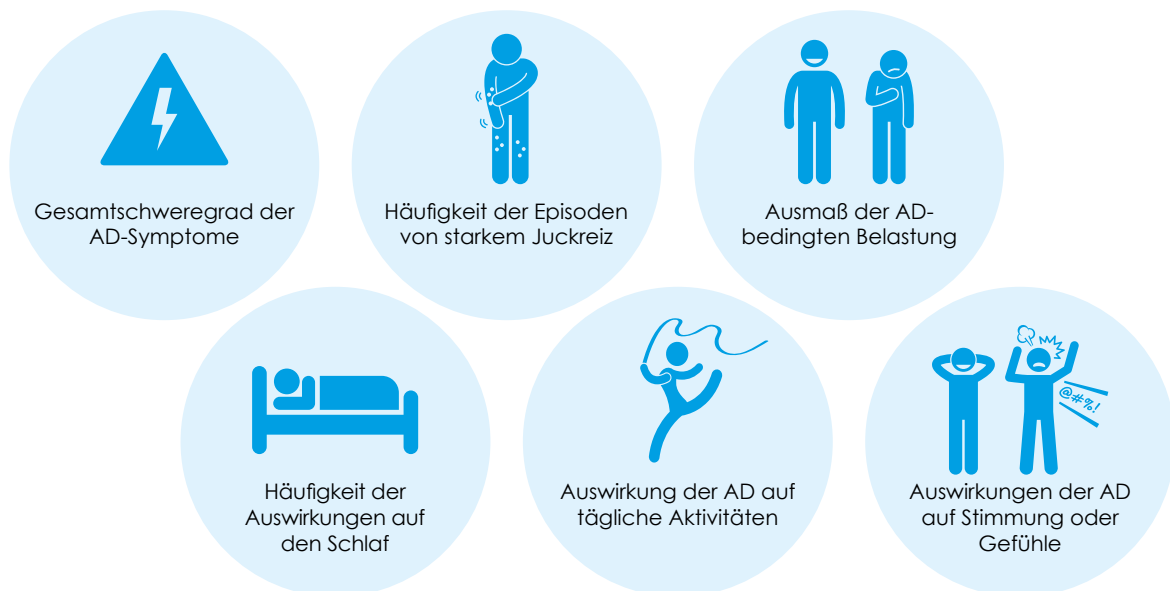 Gesamtschweregrad der
AD-Symptome
Häufigkeit der Episoden
von starkem Juckreiz
Ausmaß der AD-
bedingten Belastung
Häufigkeit der
Auswirkungen auf
den Schlaf
Auswirkung der AD auf
tägliche Aktivitäten
@#%!
Auswirkungen der AD
auf Stimmung oder
Gefühle